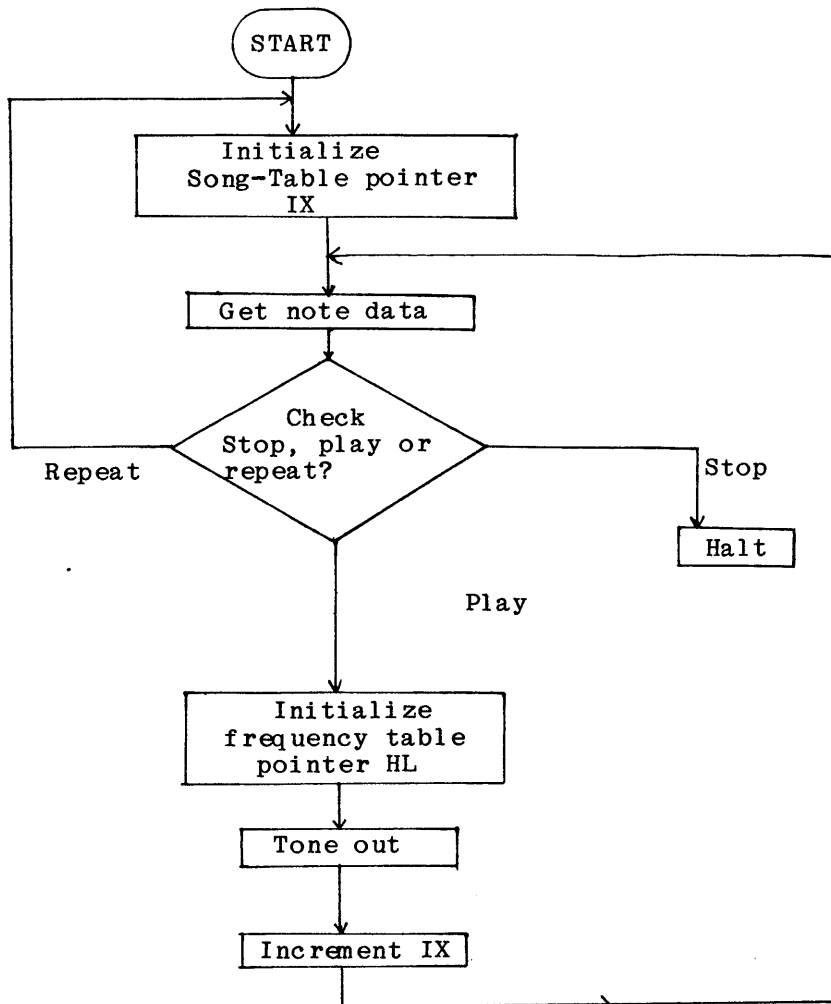 START
Initialize
Song-Table pointer
IX
Get note data
Check
Stop, play or
repeat?
Repeat
Stop
Halt
Play
Initialize
frequency table
pointer HL
Tone out
Increment IX